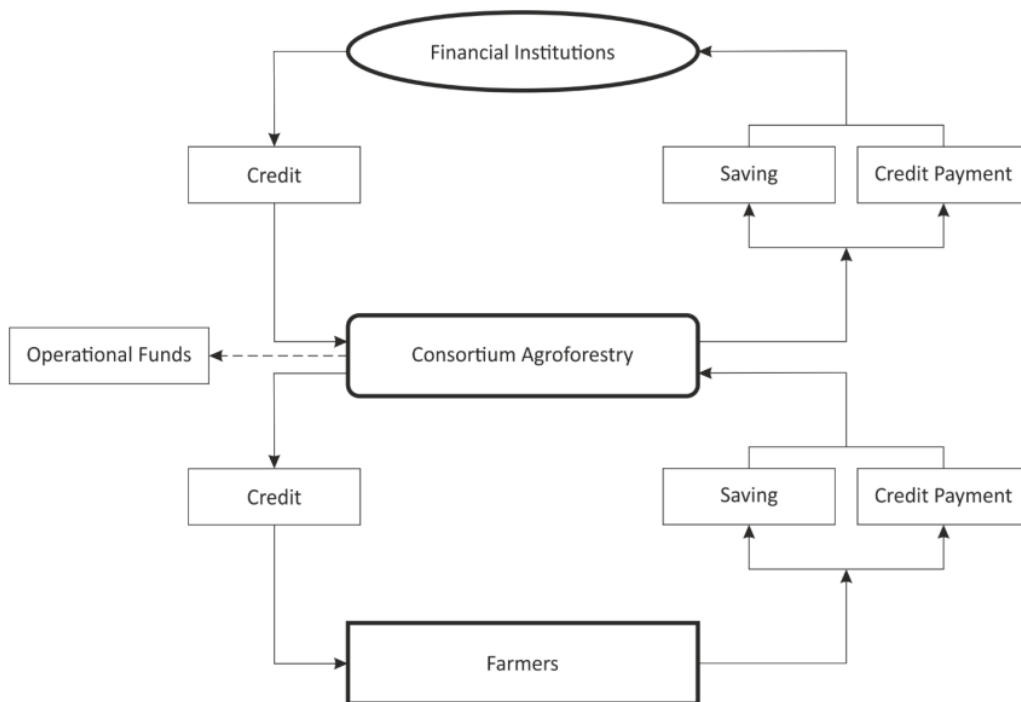 Financial Institutions
Credit
Saving
Credit Payment
Operational Funds
Consortium Agroforestry
Credit
Saving
Credit Payment
Farmers